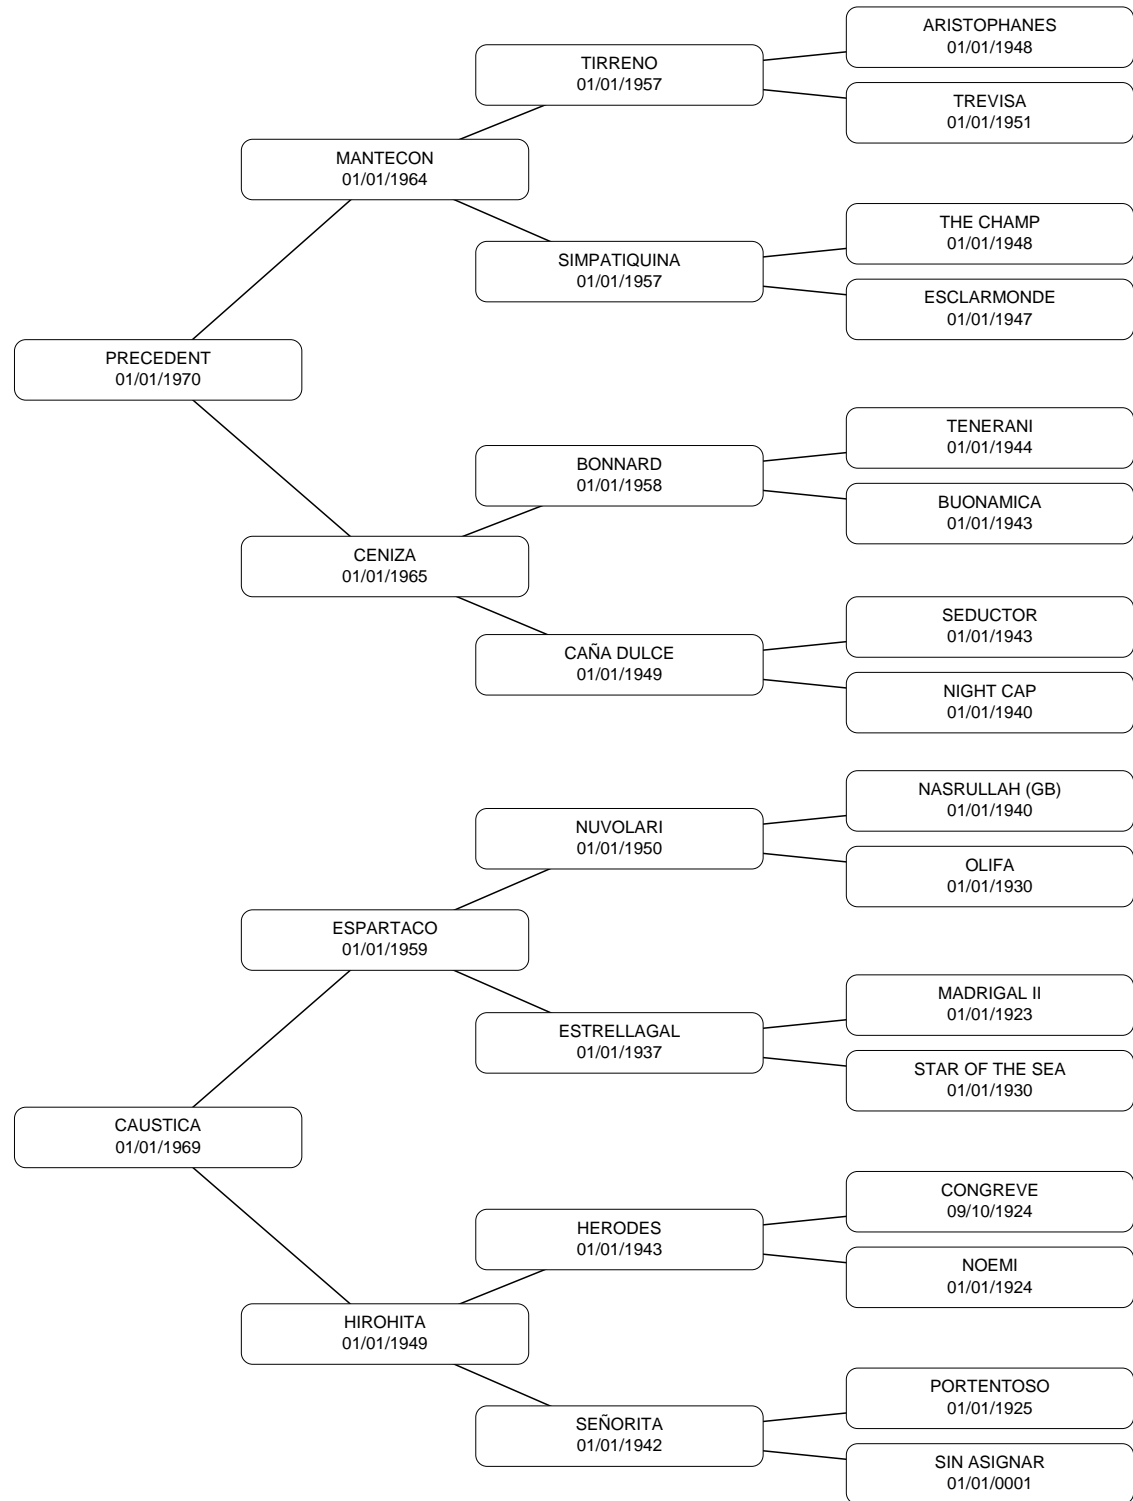 ARISTOPHANES
01/01/1948
TIRRENO
01/01/1957
TREVISA
01/01/1951
MANTECON
01/01/1964
THE CHAMP
01/01/1948
SIMPATIQUINA
01/01/1957
ESCLARMONDE
01/01/1947
PRECEDENT
01/01/1970
TENERANI
01/01/1944
BONNARD
01/01/1958
BUONAMICA
01/01/1943
CENIZA
01/01/1965
SEDUCTOR
01/01/1943
CAÑA DULCE
01/01/1949
NIGHT CAP
01/01/1940
NASRULLAH (GB)
01/01/1940
NUVOLARI
01/01/1950
OLIFA
01/01/1930
ESPARTACO
01/01/1959
MADRIGAL II
01/01/1923
ESTRELLAGAL
01/01/1937
STAR OF THE SEA
01/01/1930
CAUSTICA
01/01/1969
CONGREVE
09/10/1924
HERODES
01/01/1943
NOEMI
01/01/1924
HIROHITA
01/01/1949
PORTENTOSO
01/01/1925
SEÑORITA
01/01/1942
SIN ASIGNAR
01/01/0001